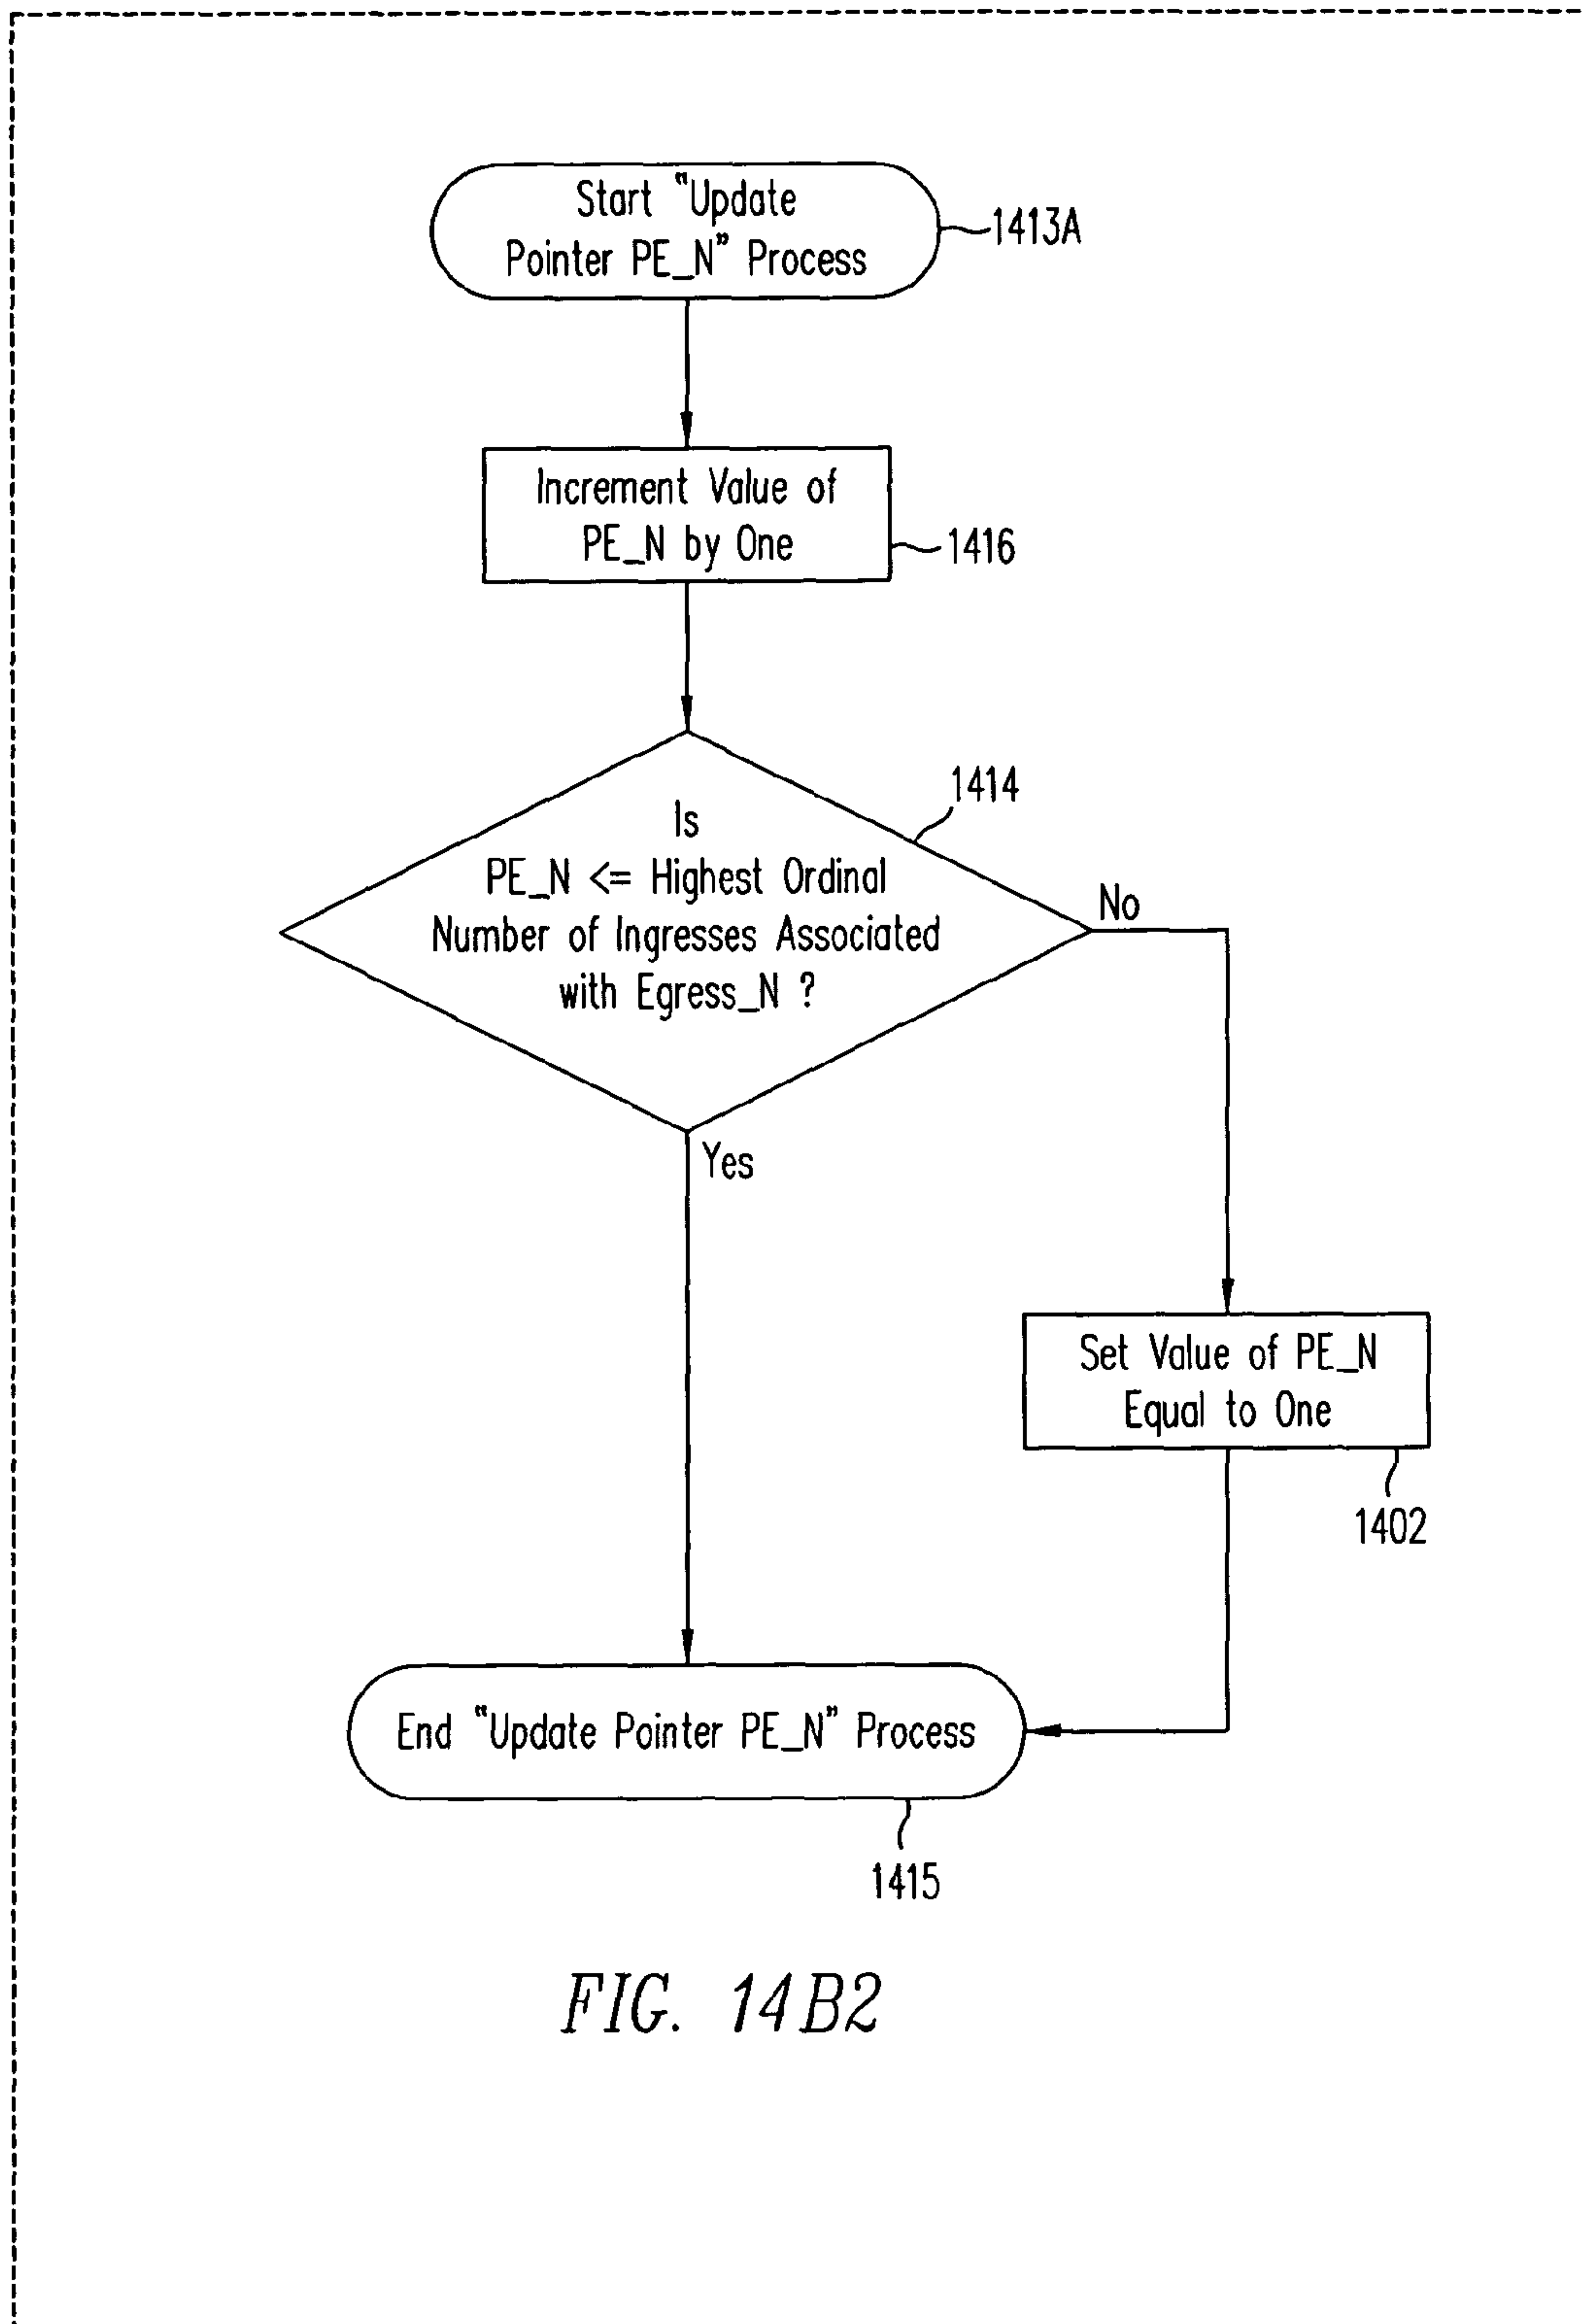 Start "Update
Pointer PE_N" Process
1413A
Increment Value of
PE_N by One
1416
1414
Is
PE_N <= Highest Ordinal
Number of Ingresses Associated
with Egress_N ?
No
Yes
Set Value of PE_N
Equal to One
1402
End "Update Pointer PE_N" Process
1415
FIG. 14B2